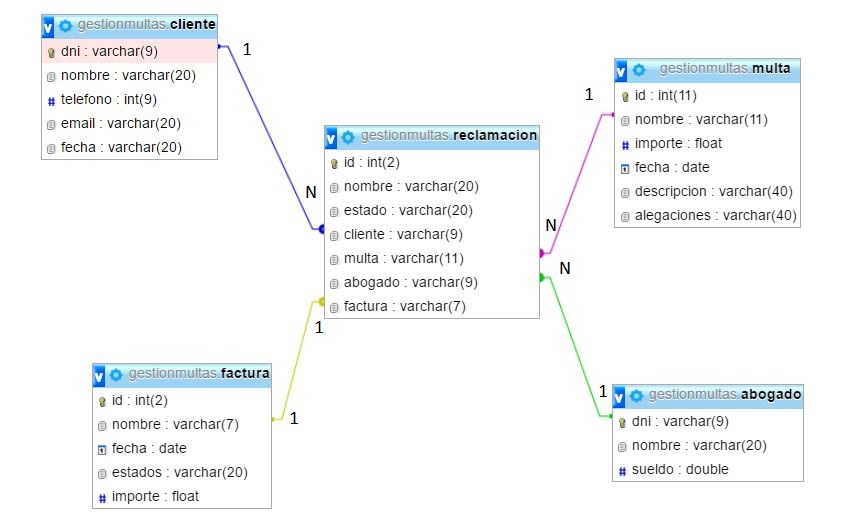 gestionmultas.cliente
dni : varchar(9)
nombre : varchar(20)
telefono : int(9)
email : varchar(20)
fecha : varchar(20)
1
N
gestionmultas.reclamacion
id : int(2)
nombre : varchar(20)
estado : varchar(20)
cliente : varchar(9)
multa : varchar(11)
abogado : varchar(9)
factura : varchar(7)
gestionmultas.multa
id : int(11)
nombre : varchar(11)
importe : float
fecha : date
descripcion : varchar(40)
alegaciones : varchar(40)
1
N
N
1
gestionmultas.factura
id : int(2)
nombre : varchar(7)
fecha : date
estados : varchar(20)
importe : float
1
1
gestionmultas.abogado
dni : varchar(9)
nombre : varchar(20)
sueldo : double